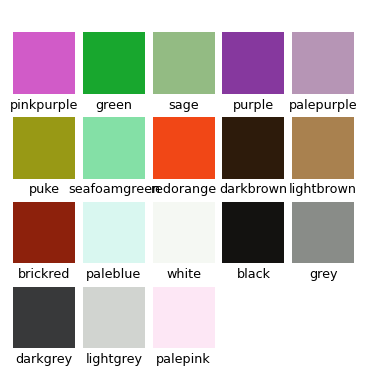 pinkpurple green sage purple palepurple
puke seafoamgreen redorange darkbrown lightbrown
brickred paleblue white black grey
darkgrey lightgrey palepink